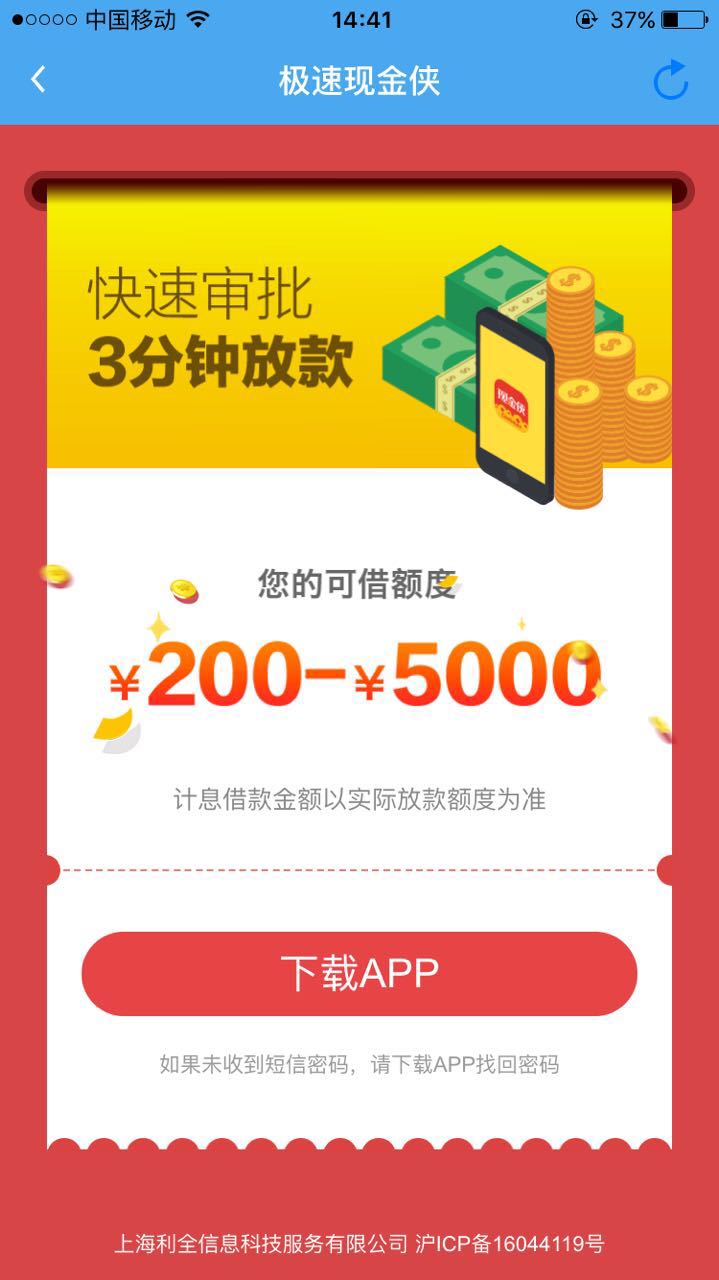 中国移动 14:41 37%
极速现金侠
快速审批
3分钟放款
现金侠
您的可借额度
¥200-¥5000
计息借款金额以实际放款额度为准
下载APP
如果未收到短信密码，请下载APP找回密码
上海利全信息科技服务有限公司 沪ICP备16044119号